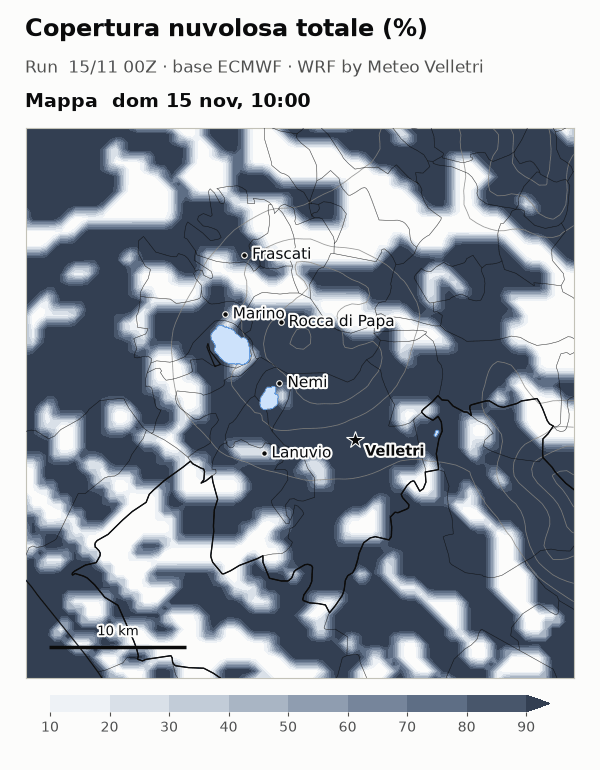 Copertura nuvolosa totale (%)
Run  15/11 00Z · base ECMWF · WRF by Meteo Velletri
Mappa  dom 15 nov, 10:00
Frascati
Marino
Rocca di Papa
Nemi
Velletri
Lanuvio
10 km
10 20 30 40 50 60 70 80 90